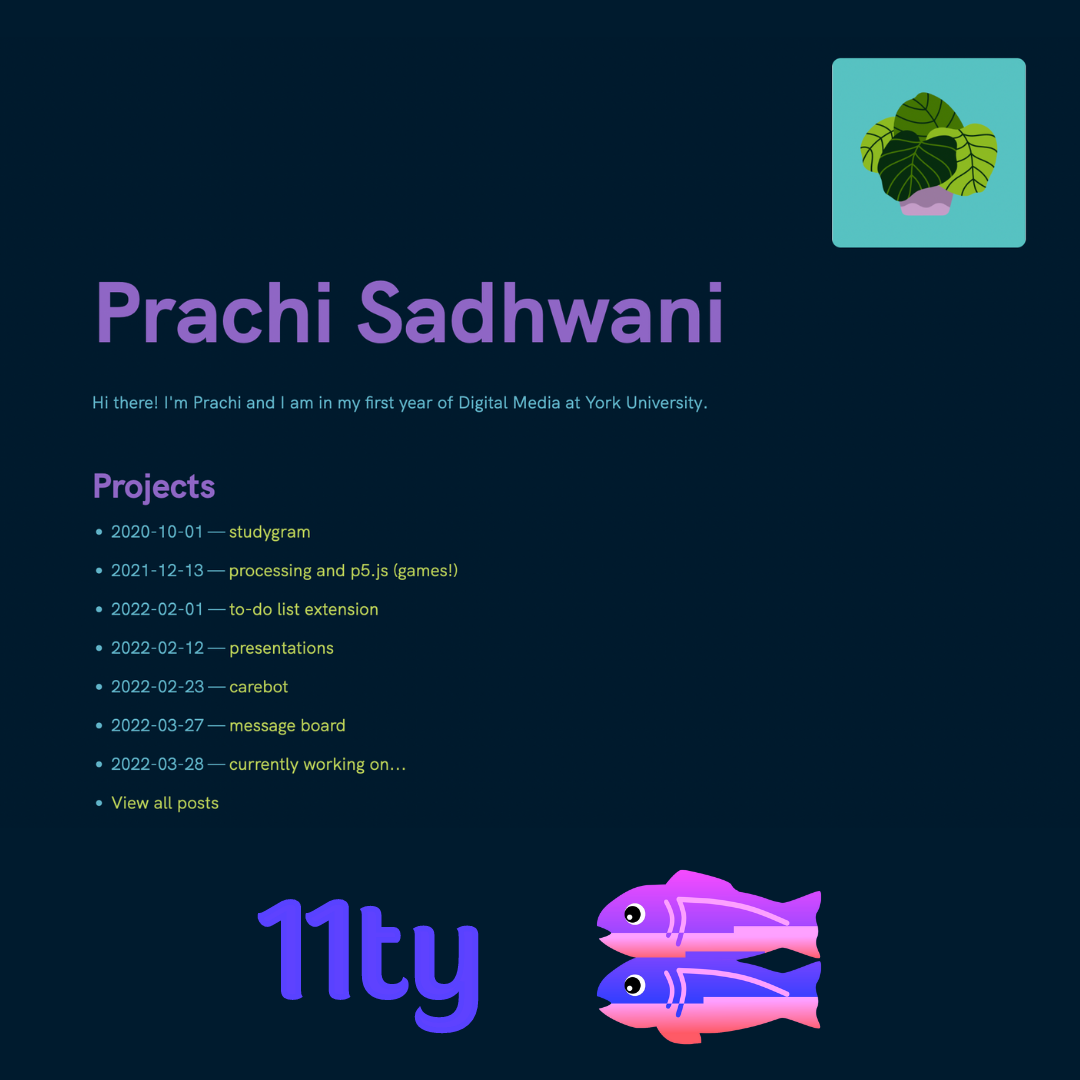 Prachi Sadhwani
Hi there! I'm Prachi and I am in my first year of Digital Media at York University.
Projects
• 2020-10-01 — studygram
• 2021-12-13 — processing and p5.js (games!)
• 2022-02-01 — to-do list extension
• 2022-02-12 — presentations
• 2022-02-23 — carebot
• 2022-03-27 — message board
• 2022-03-28 — currently working on...
• View all posts
11ty